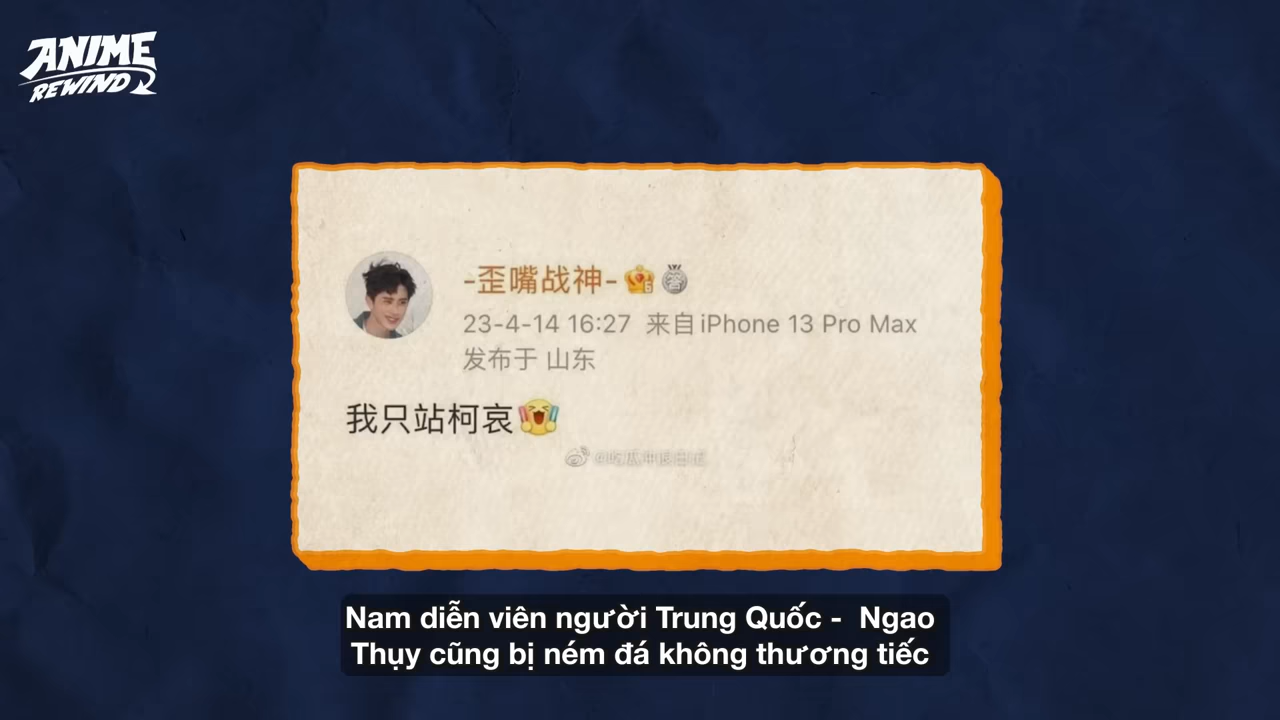 ANIME
REWIND
-歪嘴战神-
23-4-14 16:27 来自iPhone 13 Pro Max
发布于 山东
我只站柯哀
Nam diễn viên người Trung Quốc - Ngao
Thụy cũng bị ném đá không thương tiếc